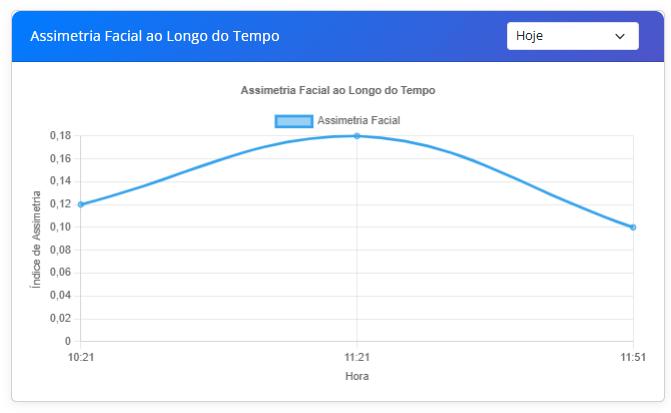 Assimetria Facial ao Longo do Tempo
Hoje
Assimetria Facial ao Longo do Tempo
Assimetria Facial
Índice de Assimetria
0,18
0,16
0,14
0,12
0,10
0,08
0,06
0,04
0,02
0
10:21 11:21 11:51
Hora